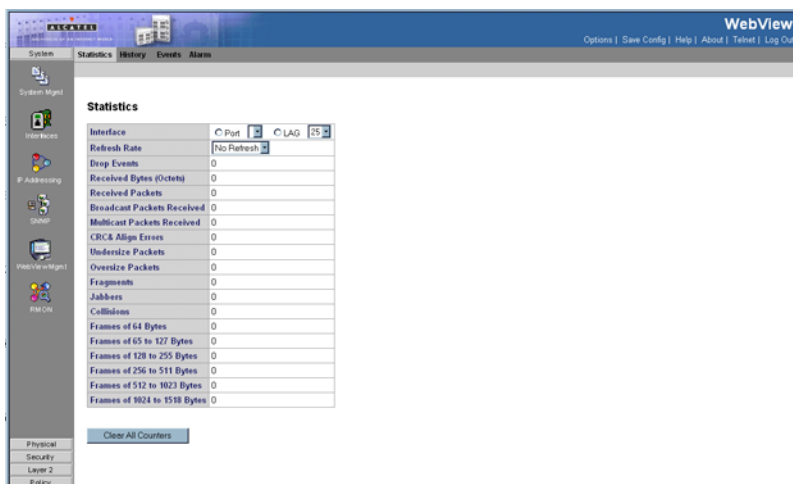 ALCATEL
WebView
Options | Save Config | Help | About | Telnet | Log Out
System
Statistics History Events Alarm
System Mgmt
Interfaces
IP Addressing
SNMP
WebView Mgmt
RMON
Physical
Security
Layer 2
Policy
Statistics
Interface Port LAG 25
Refresh Rate No Refresh
Drop Events 0
Received Bytes (Octets) 0
Received Packets 0
Broadcast Packets Received 0
Multicast Packets Received 0
CRC& Align Errors 0
Undersize Packets 0
Oversize Packets 0
Fragments 0
Jabbers 0
Collisions 0
Frames of 64 Bytes 0
Frames of 65 to 127 Bytes 0
Frames of 128 to 255 Bytes 0
Frames of 256 to 511 Bytes 0
Frames of 512 to 1023 Bytes 0
Frames of 1024 to 1518 Bytes 0
Clear All Counters